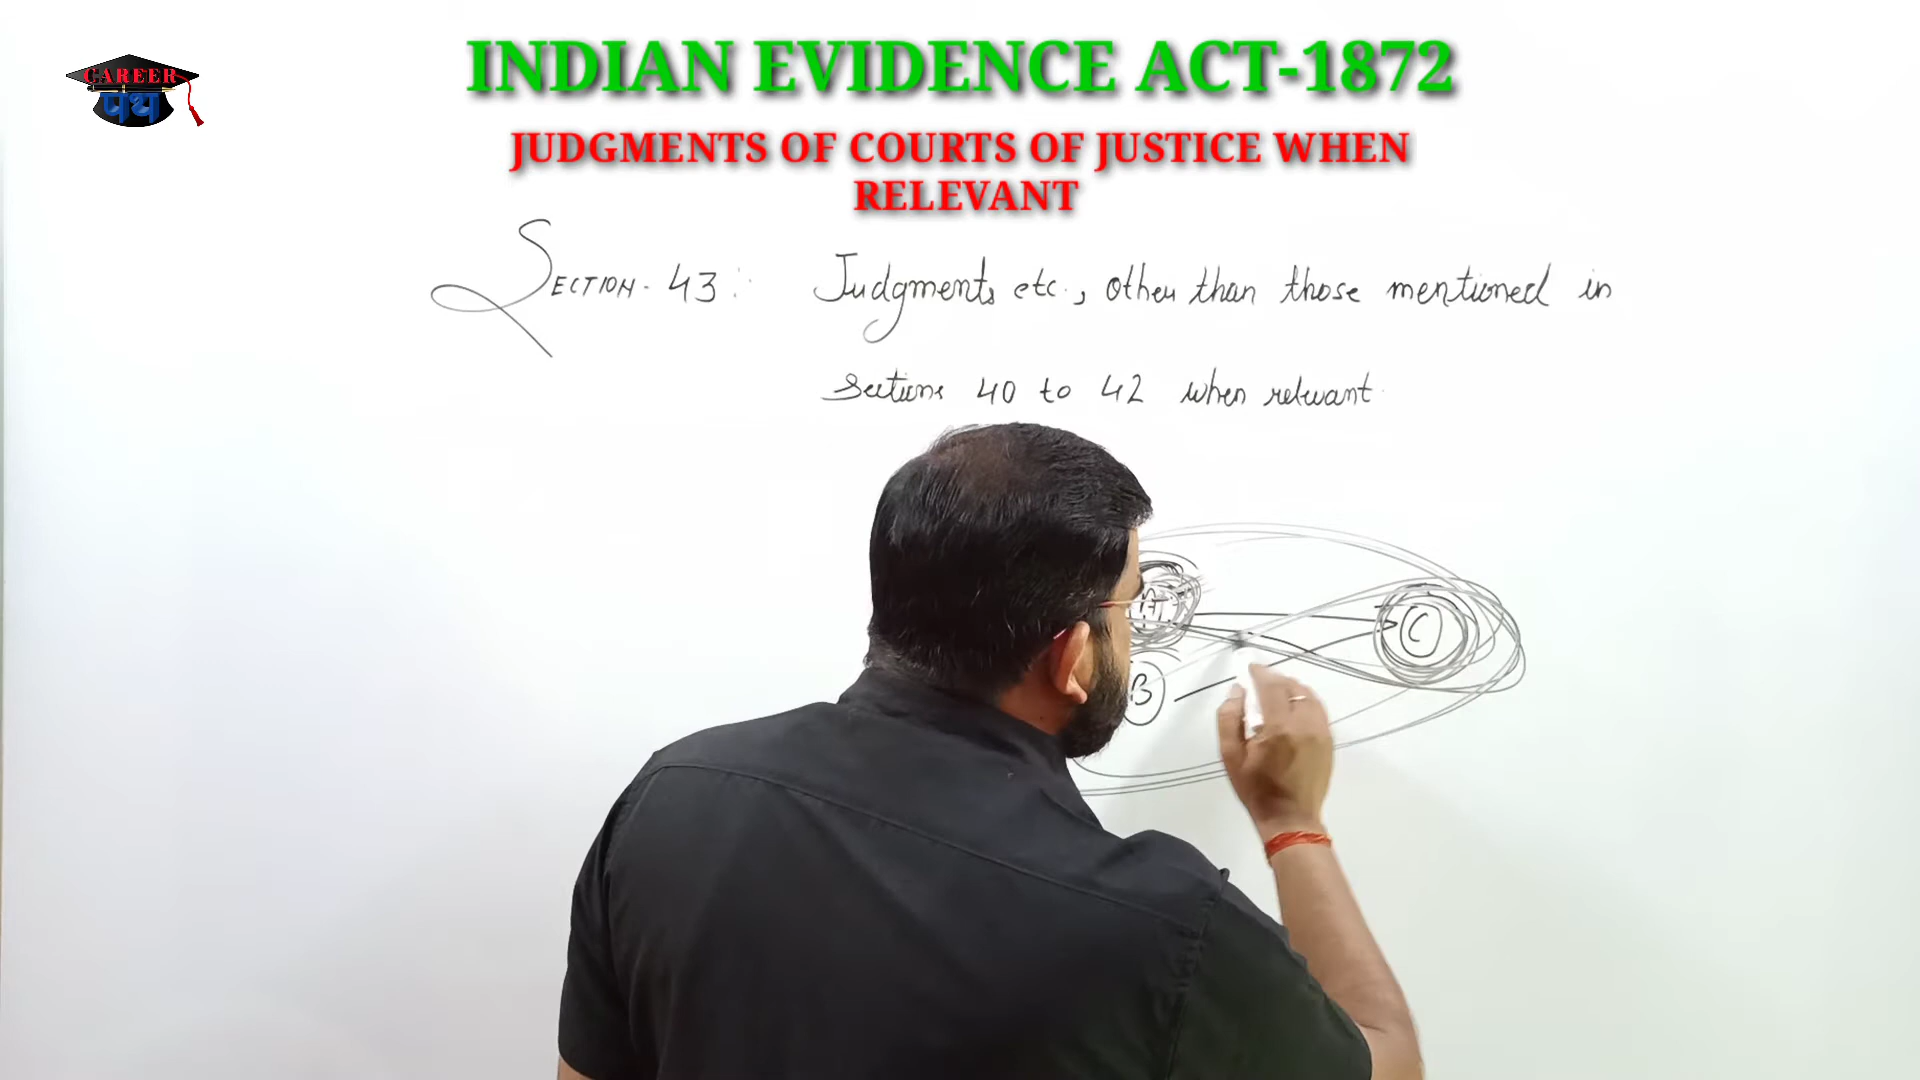 CAREER
पंथ
INDIAN EVIDENCE ACT-1872
JUDGMENTS OF COURTS OF JUSTICE WHEN
RELEVANT
SECTION-43:- Judgments etc., other than those mentioned in
Sections 40 to 42 when relevant.
A
C
B